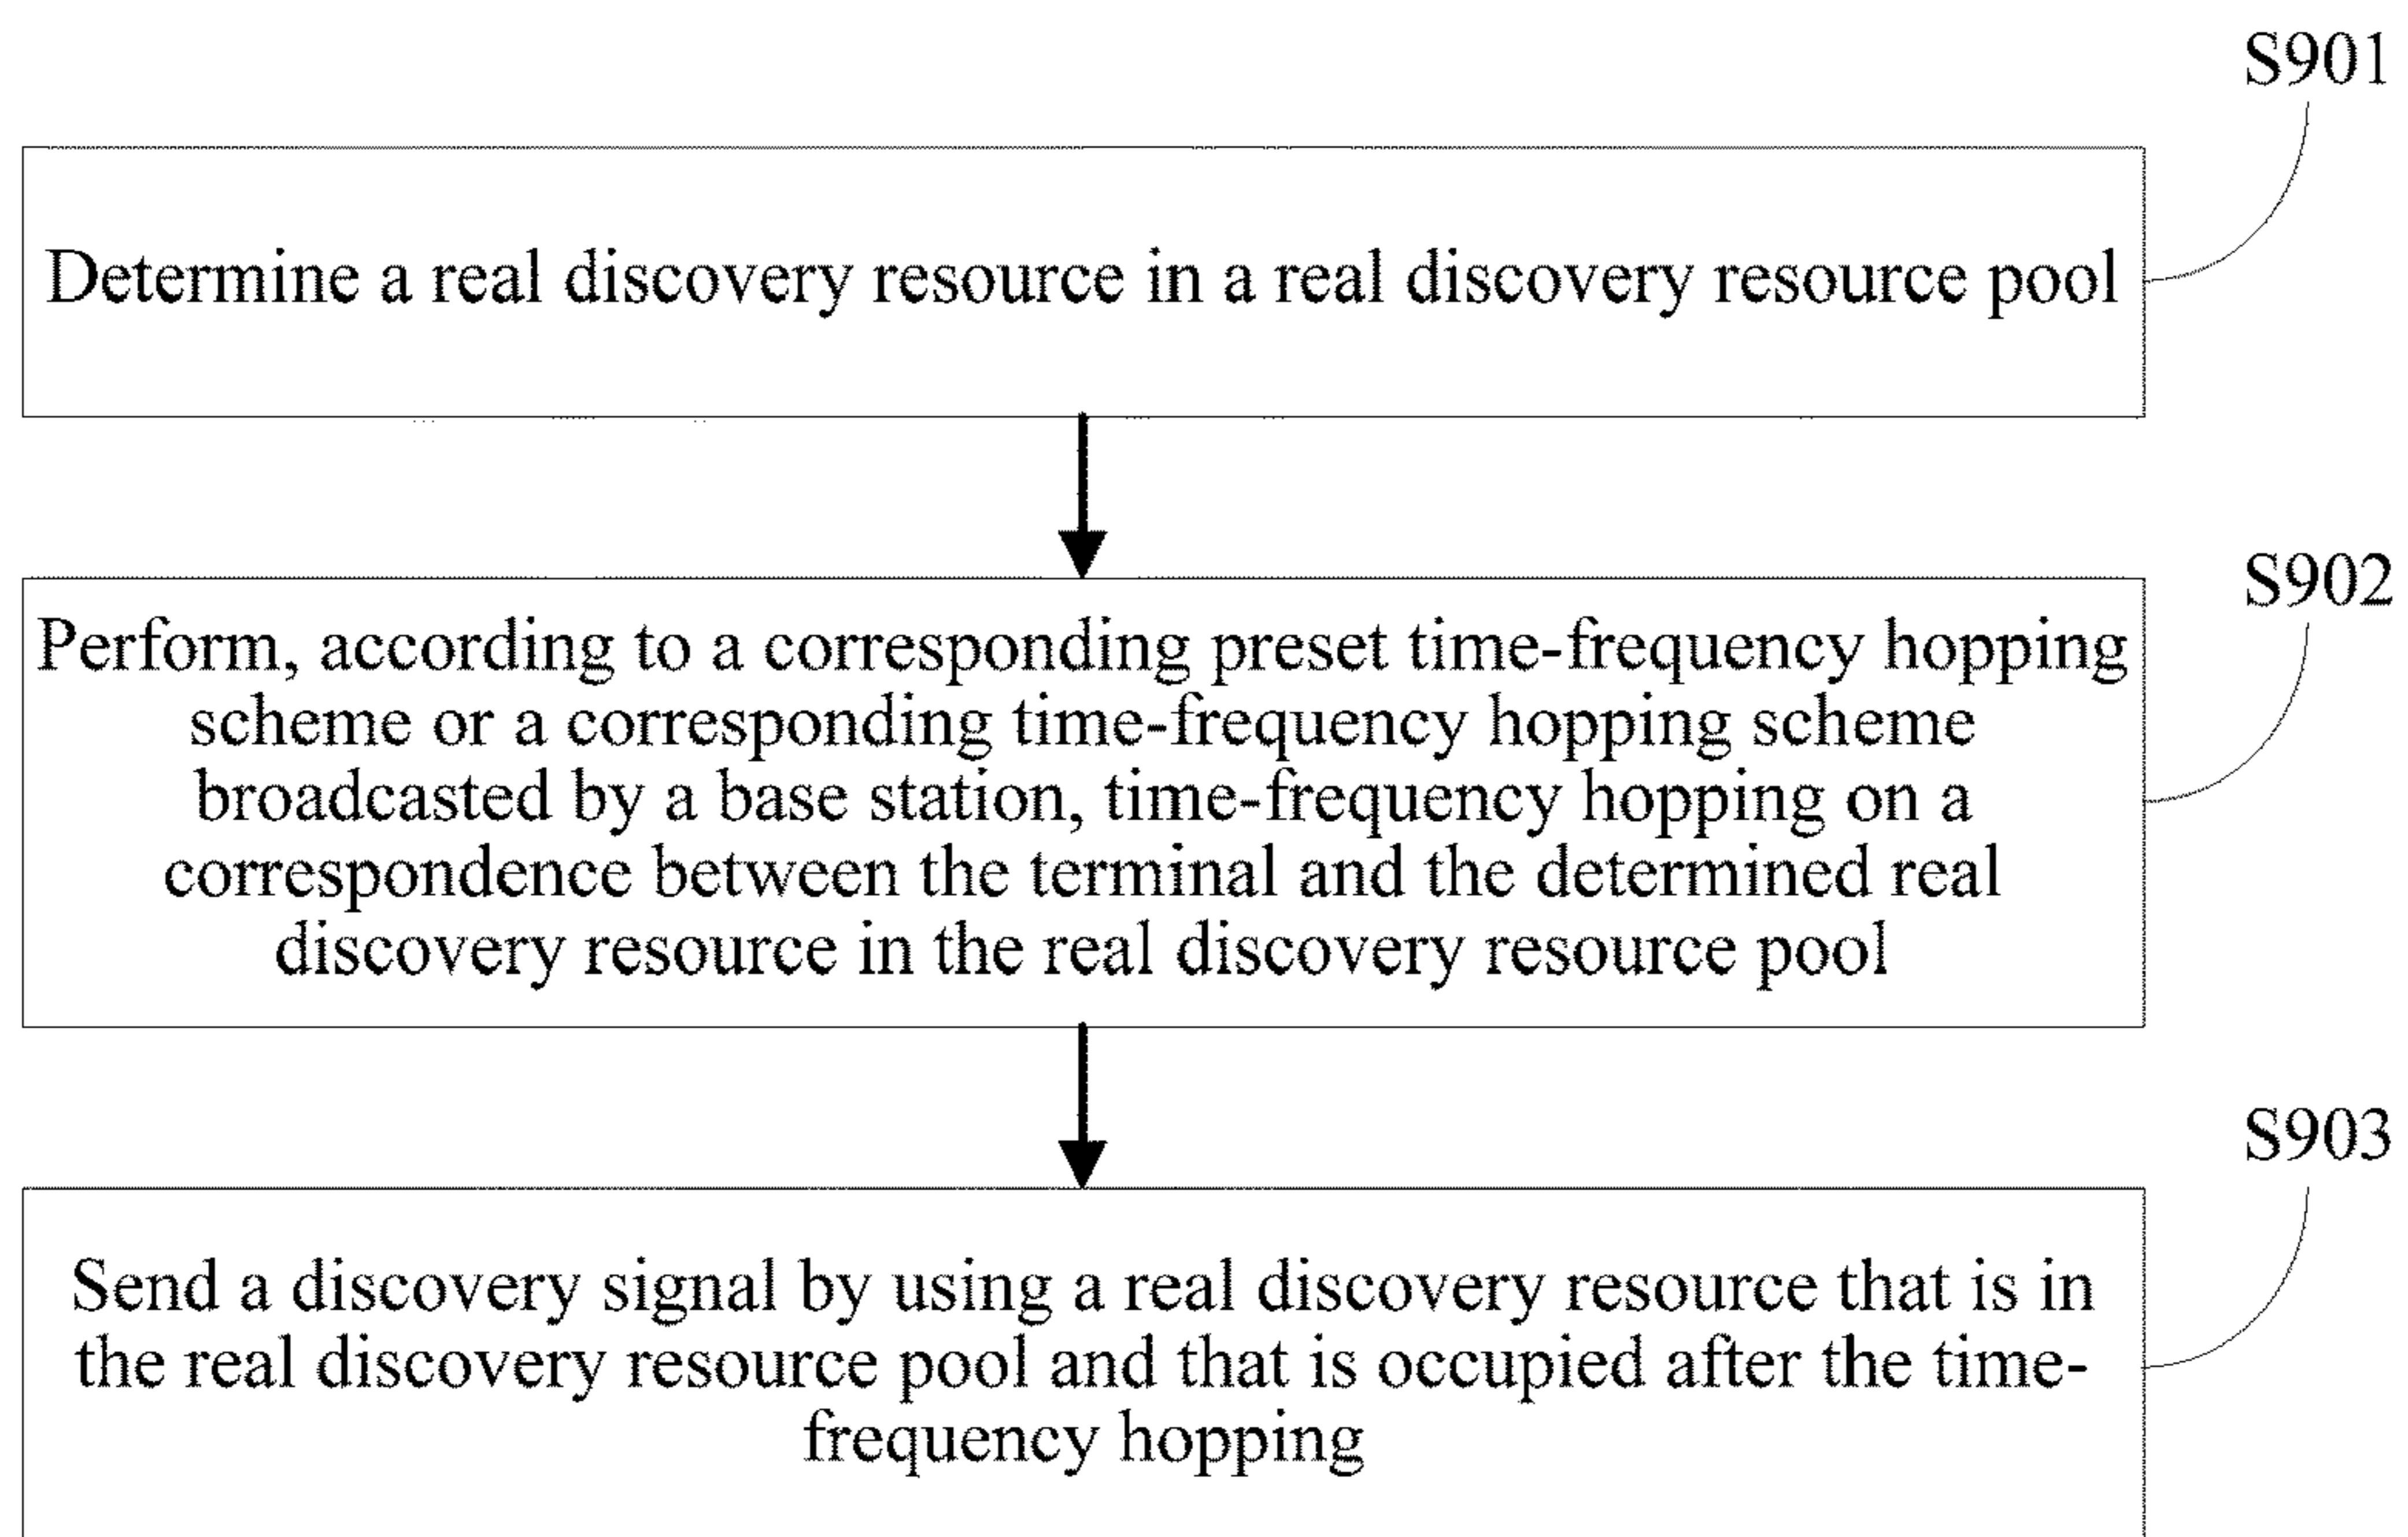 S901
Determine a real discovery resource in a real discovery resource pool
S902
Perform, according to a corresponding preset time-frequency hopping
scheme or a corresponding time-frequency hopping scheme
broadcasted by a base station, time-frequency hopping on a
correspondence between the terminal and the determined real
discovery resource in the real discovery resource pool
S903
Send a discovery signal by using a real discovery resource that is in
the real discovery resource pool and that is occupied after the time-
frequency hopping